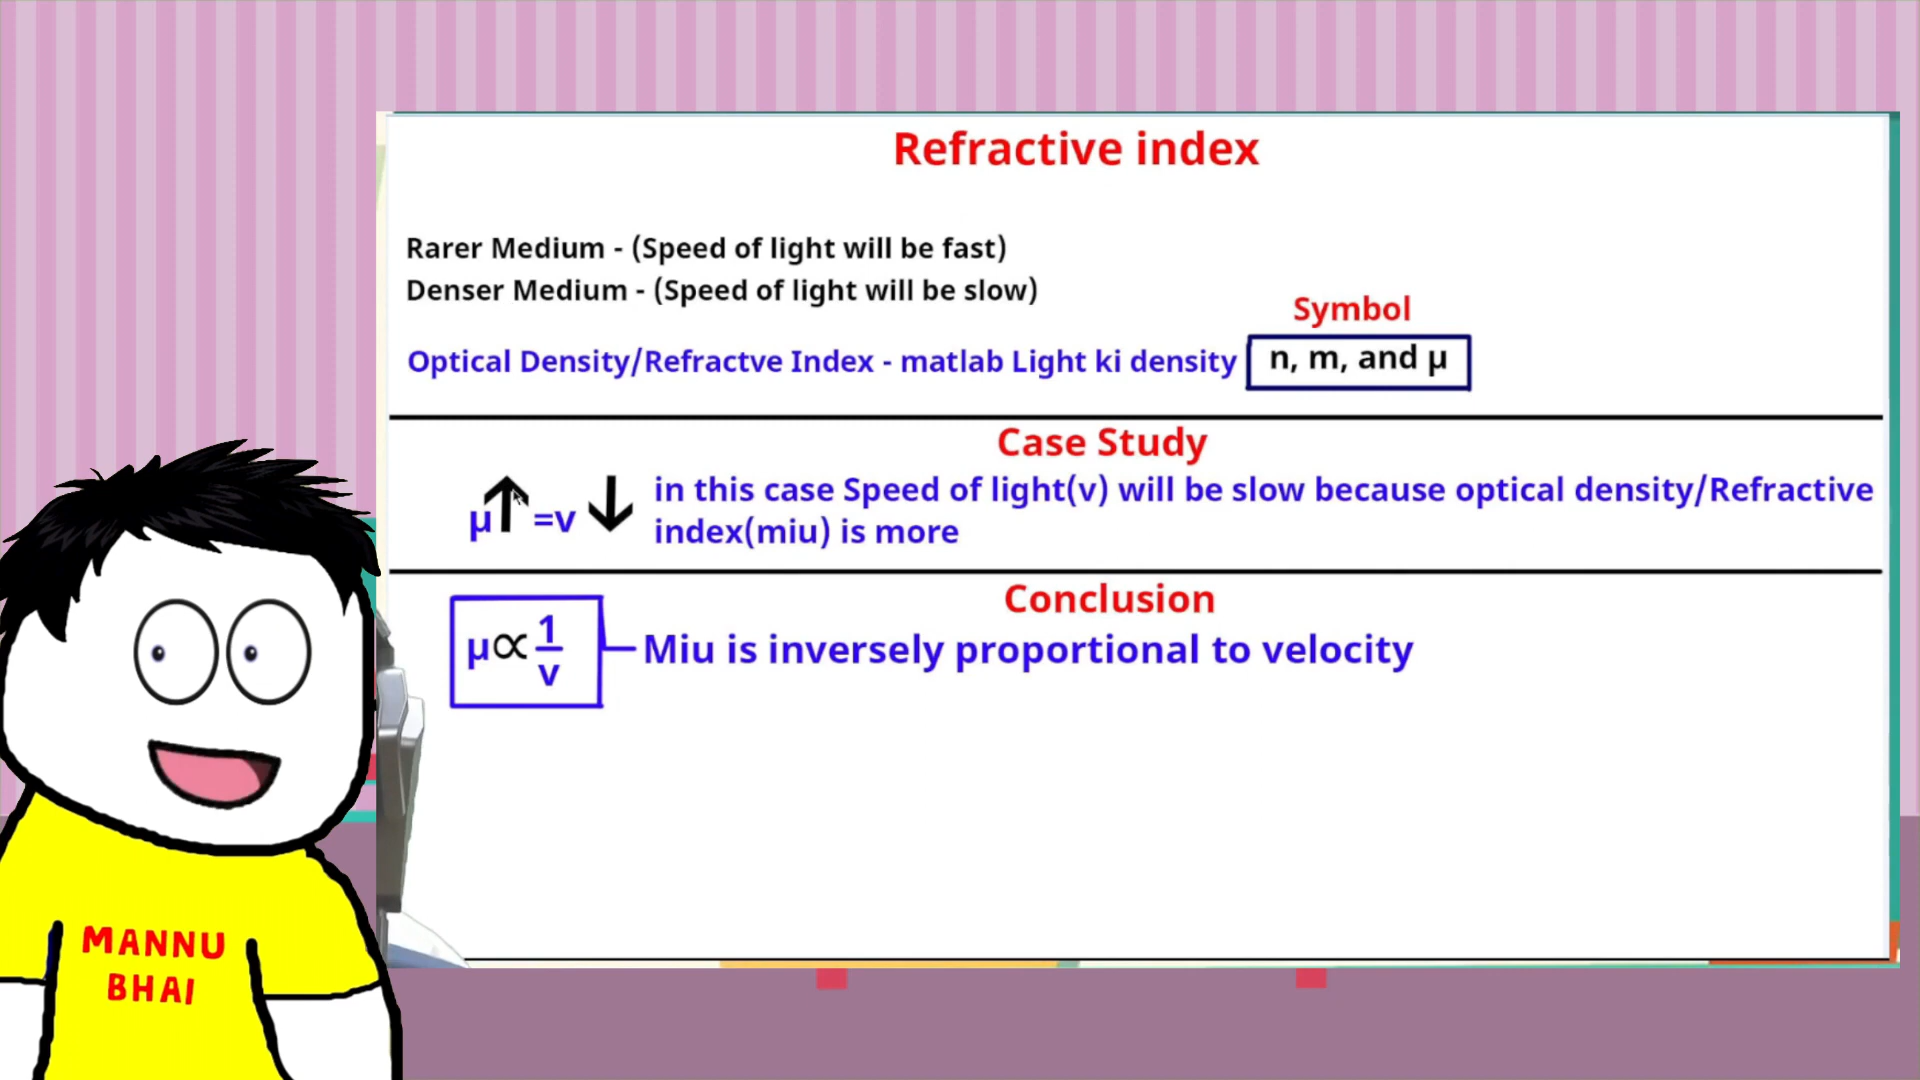 Refractive index
Rarer Medium - (Speed of light will be fast)
Denser Medium - (Speed of light will be slow)
Symbol
Optical Density/Refractve Index - matlab Light ki density n, m, and μ
Case Study
μ↑=v↓ in this case Speed of light(v) will be slow because optical density/Refractive
index(miu) is more
Conclusion
μ∝1/v Miu is inversely proportional to velocity
MANNU
BHAI